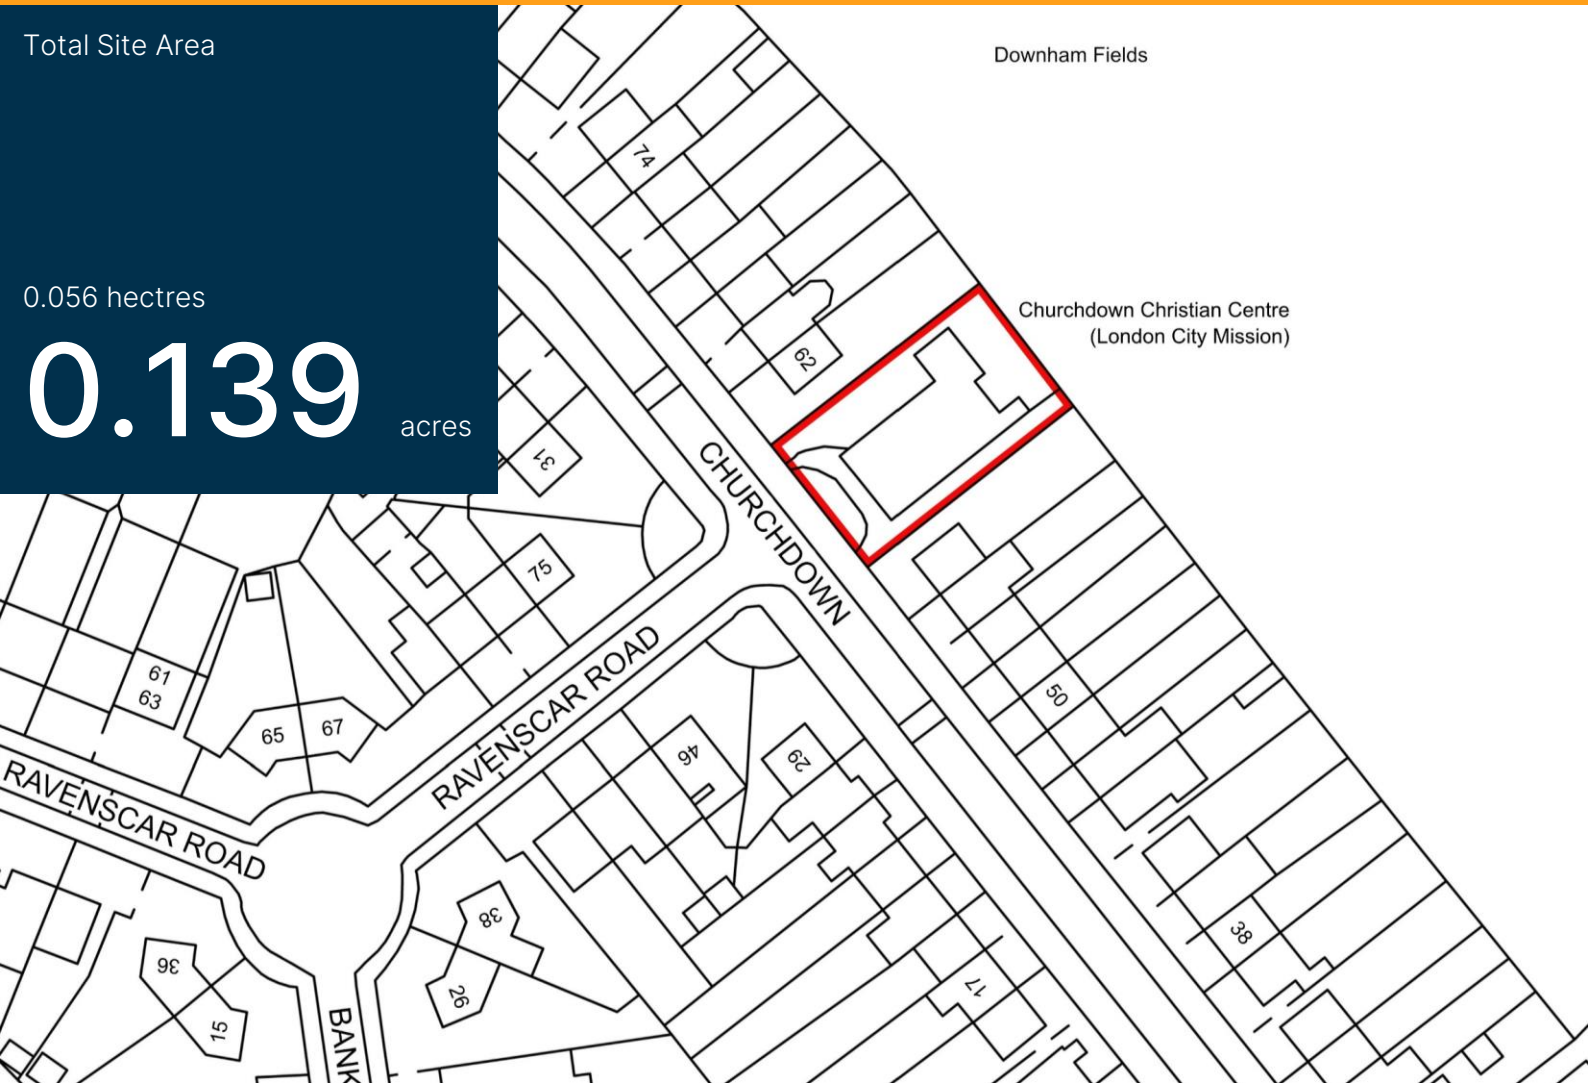 Total Site Area
0.056 hectres
0.139 acres
Downham Fields
Churchdown Christian Centre
(London City Mission)
74
62
31
CHURCHDOWN
75
RAVENSCAR ROAD
61
63
65
67
46
29
50
RAVENSCAR ROAD
38
36
26
15
17
38
BANK